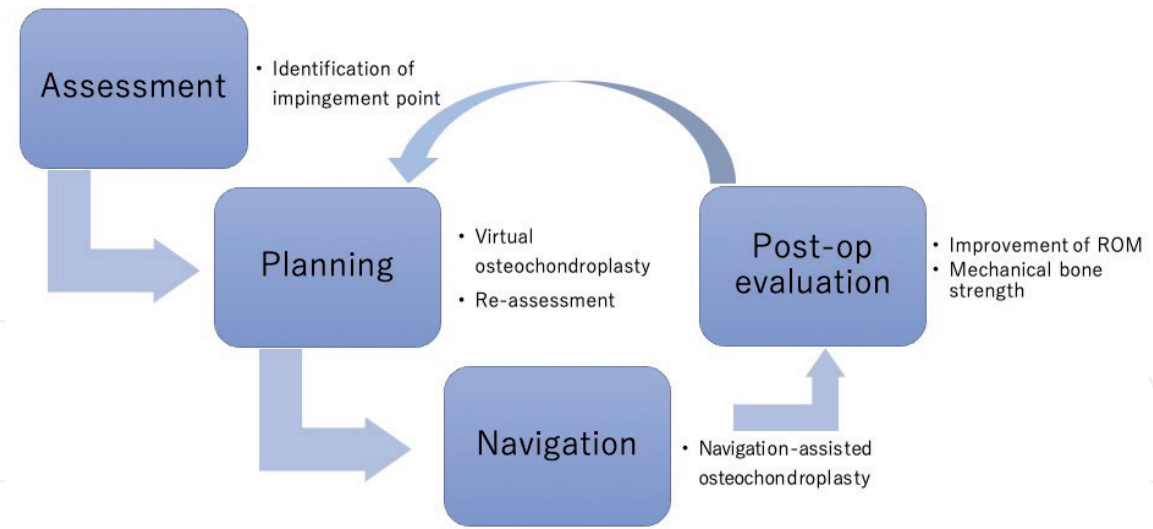 Assessment
• Identification of
impingement point
Planning
• Virtual
osteochondroplasty
• Re-assessment
Post-op
evaluation
• Improvement of ROM
• Mechanical bone
strength
Navigation
• Navigation-assisted
osteochondroplasty